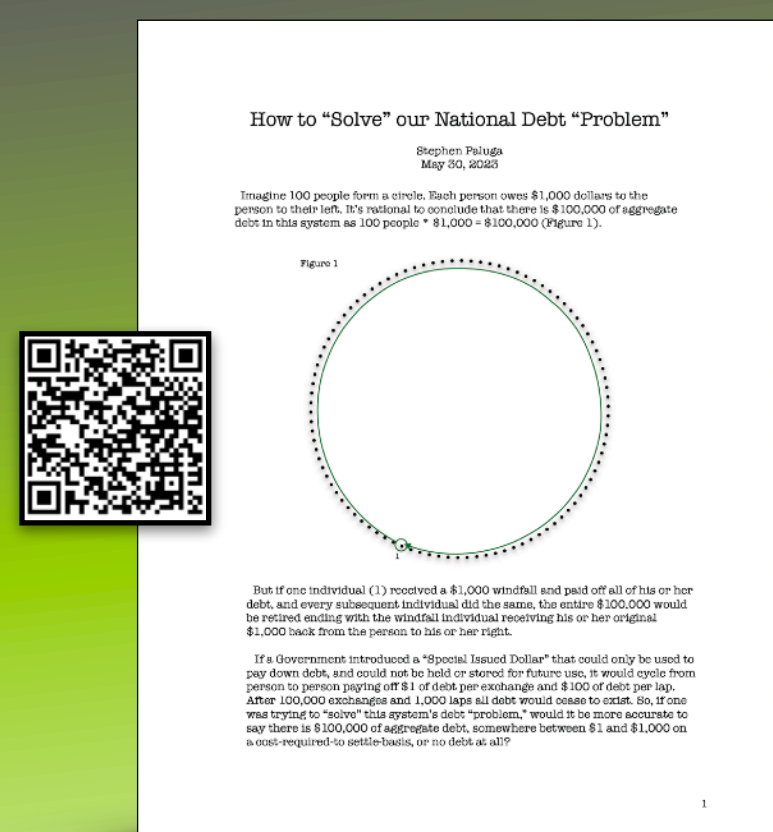 How to “Solve” our National Debt “Problem”
Stephen Paluga
May 30, 2023
Imagine 100 people form a circle. Each person owes $1,000 dollars to the
person to their left. It's rational to conclude that there is $100,000 of aggregate
debt in this system as 100 people * $1,000 = $100,000 (Figure 1).
Figure 1
1
But if one individual (1) received a $1,000 windfall and paid off all of his or her
debt, and every subsequent individual did the same, the entire $100,000 would
be retired ending with the windfall individual receiving his or her original
$1,000 back from the person to his or her right.
If a Government introduced a “Special Issued Dollar” that could only be used to
pay down debt, and could not be held or stored for future use, it would cycle from
person to person paying off $1 of debt per exchange and $100 of debt per lap.
After 100,000 exchanges and 1,000 laps all debt would cease to exist. So, if one
was trying to “solve” this system's debt “problem,” would it be more accurate to
say there is $100,000 of aggregate debt, somewhere between $1 and $1,000 on
a cost-required-to settle-basis, or no debt at all?
1